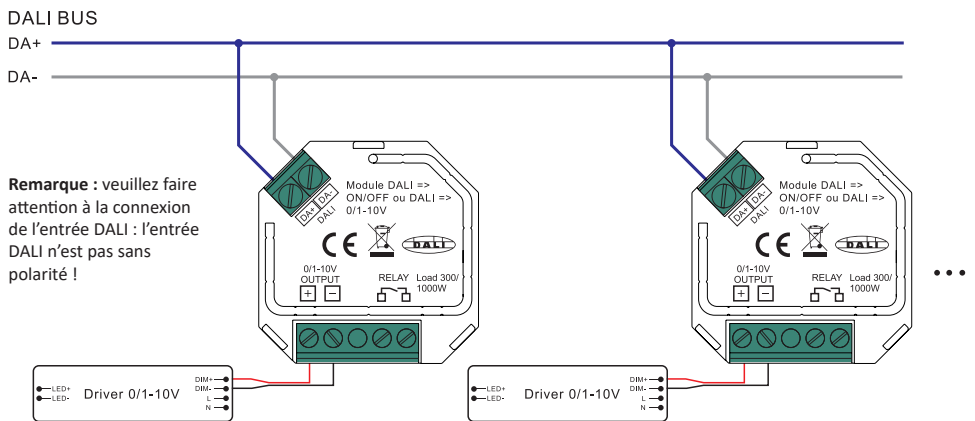 DALI BUS
DA+
DA-
Remarque : veuillez faire
attention à la connexion
de l'entrée DALI : l'entrée
DALI n'est pas sans
polarité !
DA+ DA-
DALI
Module DALI =>
ON/OFF ou DALI =>
0/1-10V
CE
DALI
0/1-10V
OUTPUT
+ −
RELAY
Load 300/
1000W
LED+
LED-
Driver 0/1-10V
DIM+
DIM-
L
N
DA+ DA-
DALI
Module DALI =>
ON/OFF ou DALI =>
0/1-10V
CE
DALI
0/1-10V
OUTPUT
+ −
RELAY
Load 300/
1000W
LED+
LED-
Driver 0/1-10V
DIM+
DIM-
L
N
...